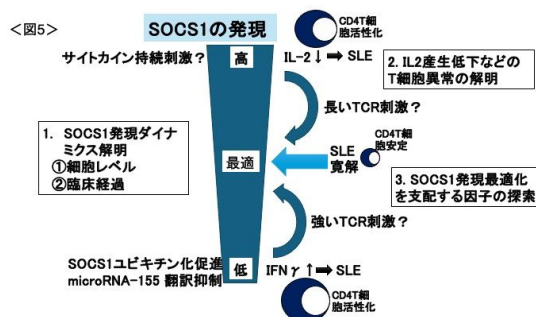 <図5>
SOCS1の発現
CD4T細
胞活性化
サイトカイン持続刺激?
高
IL-2↓➡SLE
2. IL2産生低下などの
T細胞異常の解明
長いTCR刺激?
1. SOCS1発現ダイナ
ミクス解明
①細胞レベル
②臨床経過
最適
SLE
寛解
CD4T細
胞安定
3. SOCS1発現最適化
を支配する因子の探索
強いTCR刺激?
SOCS1ユビキチン化促進
microRNA-155 翻訳抑制
低
IFNγ↑➡SLE
CD4T細
胞活性化